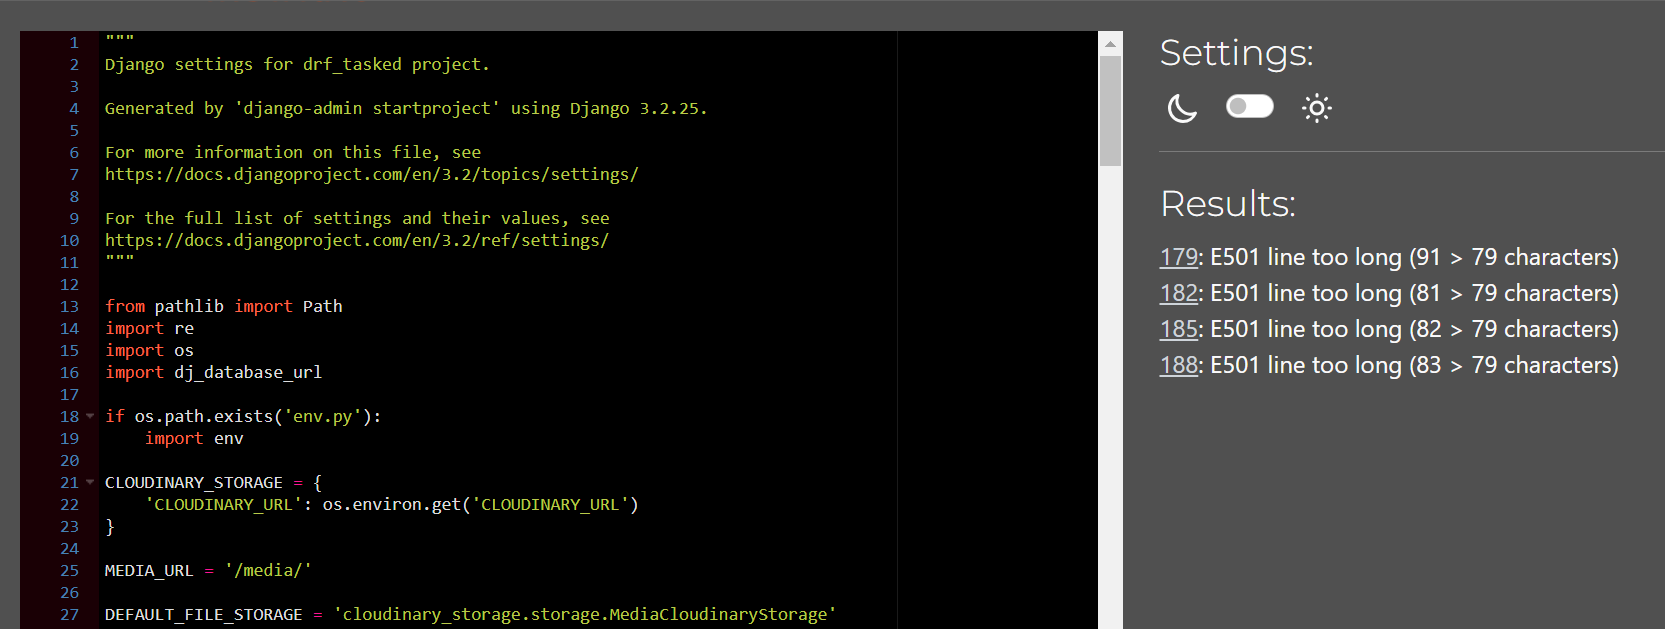 1 """
2 Django settings for drf_tasked project.
3
4 Generated by 'django-admin startproject' using Django 3.2.25.
5
6 For more information on this file, see
7 https://docs.djangoproject.com/en/3.2/topics/settings/
8
9 For the full list of settings and their values, see
10 https://docs.djangoproject.com/en/3.2/ref/settings/
11 """
12
13 from pathlib import Path
14 import re
15 import os
16 import dj_database_url
17
18 if os.path.exists('env.py'):
19     import env
20
21 CLOUDINARY_STORAGE = {
22     'CLOUDINARY_URL': os.environ.get('CLOUDINARY_URL')
23 }
24
25 MEDIA_URL = '/media/'
26
27 DEFAULT_FILE_STORAGE = 'cloudinary_storage.storage.MediaCloudinaryStorage'
Settings:
Results:
179: E501 line too long (91 > 79 characters)
182: E501 line too long (81 > 79 characters)
185: E501 line too long (82 > 79 characters)
188: E501 line too long (83 > 79 characters)